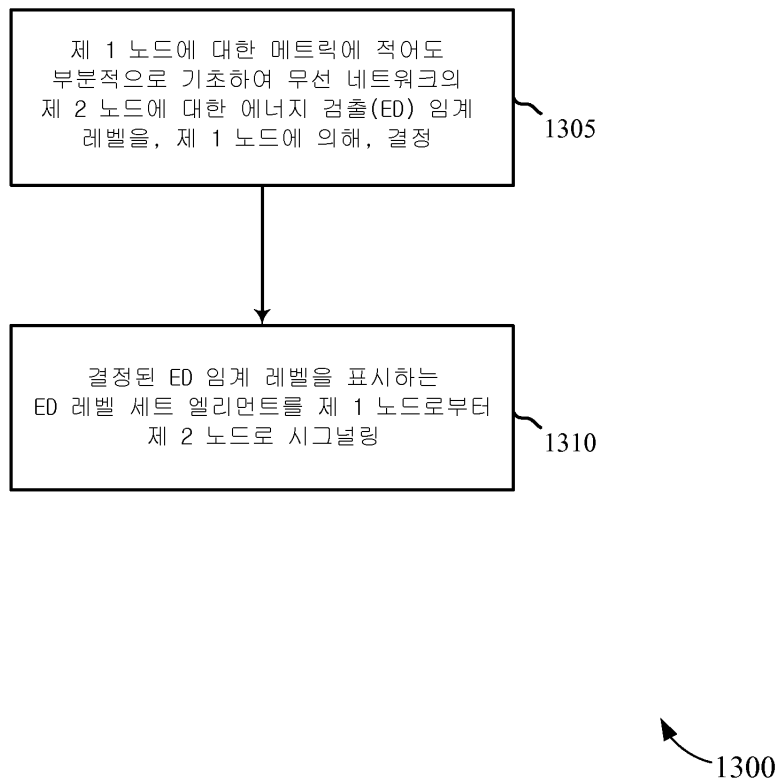 제 1 노드에 대한 메트릭에 적어도
부분적으로 기초하여 무선 네트워크의
제 2 노드에 대한 에너지 검출(ED) 임계
레벨을, 제 1 노드에 의해, 결정
1305
결정된 ED 임계 레벨을 표시하는
ED 레벨 세트 엘리먼트를 제 1 노드로부터
제 2 노드로 시그널링
1310
1300